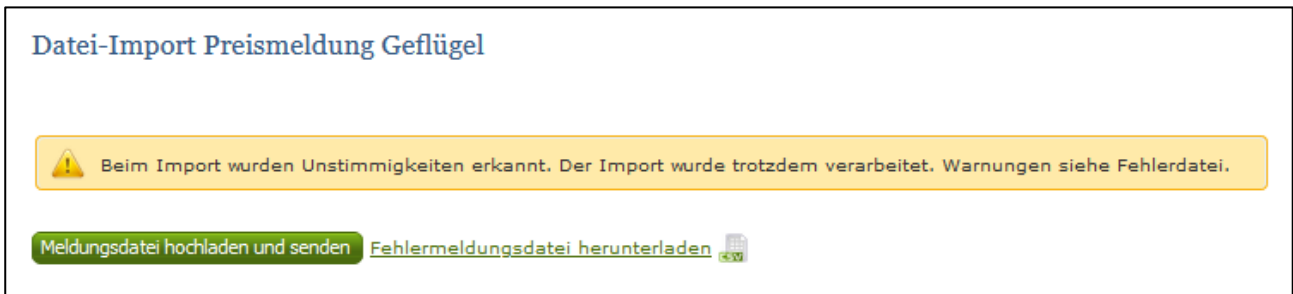 Datei-Import Preismeldung Geflügel
Beim Import wurden Unstimmigkeiten erkannt. Der Import wurde trotzdem verarbeitet. Warnungen siehe Fehlerdatei.
Meldungsdatei hochladen und senden Fehlermeldungsdatei herunterladen